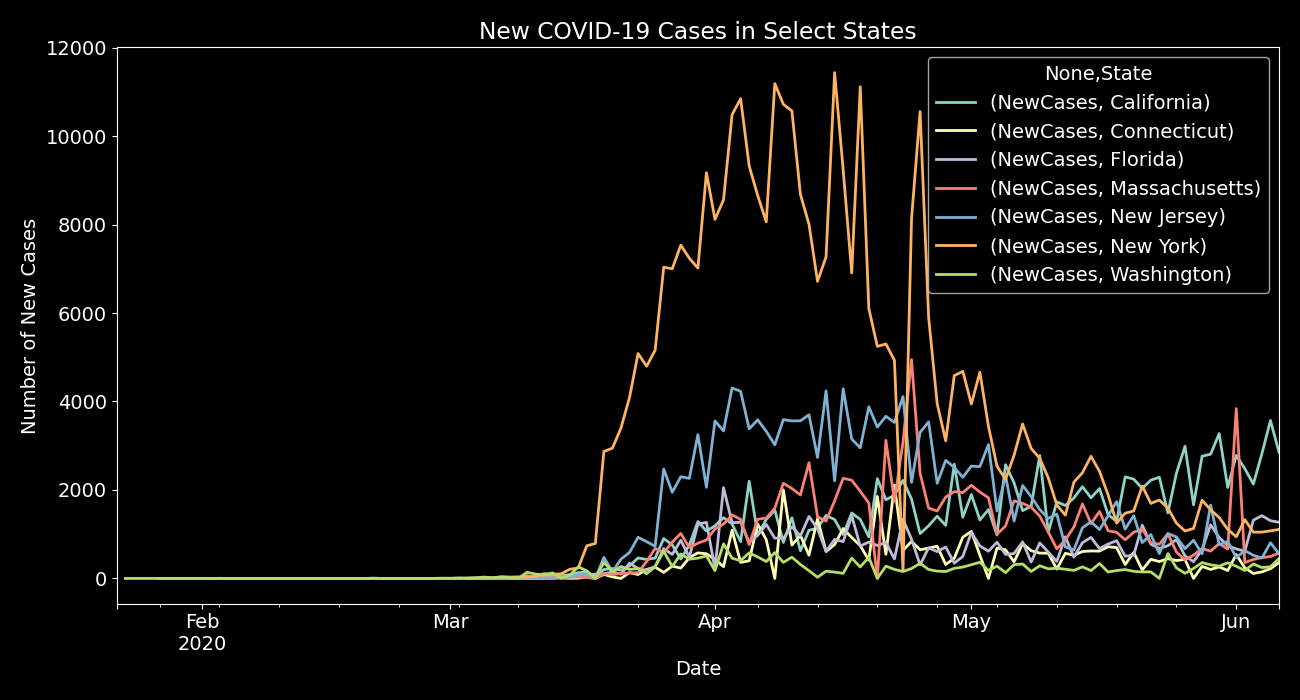 New COVID-19 Cases in Select States
12000
10000
8000
6000
4000
2000
0
Number of New Cases
None,State
(NewCases, California)
(NewCases, Connecticut)
(NewCases, Florida)
(NewCases, Massachusetts)
(NewCases, New Jersey)
(NewCases, New York)
(NewCases, Washington)
Feb
2020
Mar
Apr
May
Jun
Date